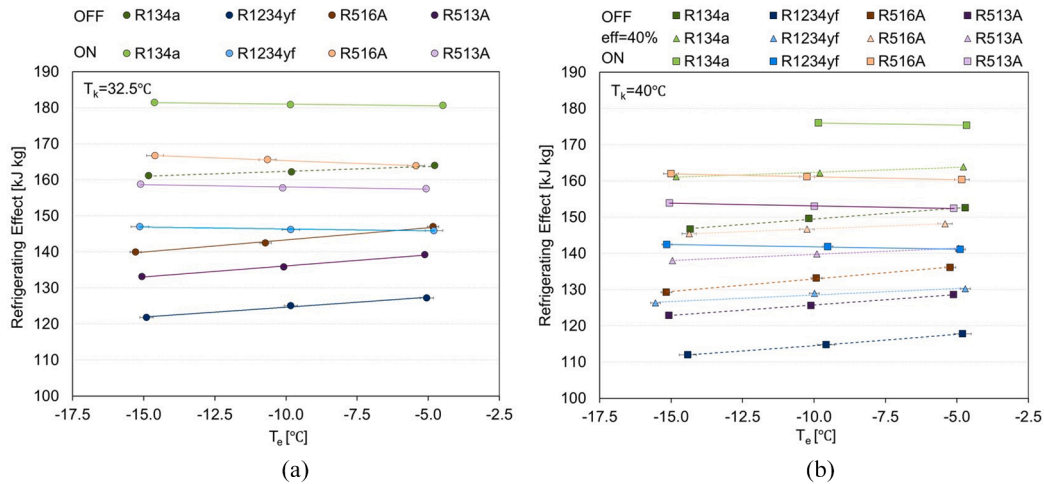 OFF R134a R1234yf R516A R513A
ON R134a R1234yf R516A R513A
190
180
170
160
150
140
130
120
110
100
Refrigerating Effect [kJ kg]
Tk=32.5℃
-17.5 -15.0 -12.5 -10.0 -7.5 -5.0 -2.5
Te [℃]
(a)
OFF R134a R1234yf R516A R513A
eff=40% R134a R1234yf R516A R513A
ON R134a R1234yf R516A R513A
190
180
170
160
150
140
130
120
110
100
Refrigerating Effect [kJ kg]
Tk=40℃
-17.5 -15.0 -12.5 -10.0 -7.5 -5.0 -2.5
Te [℃]
(b)